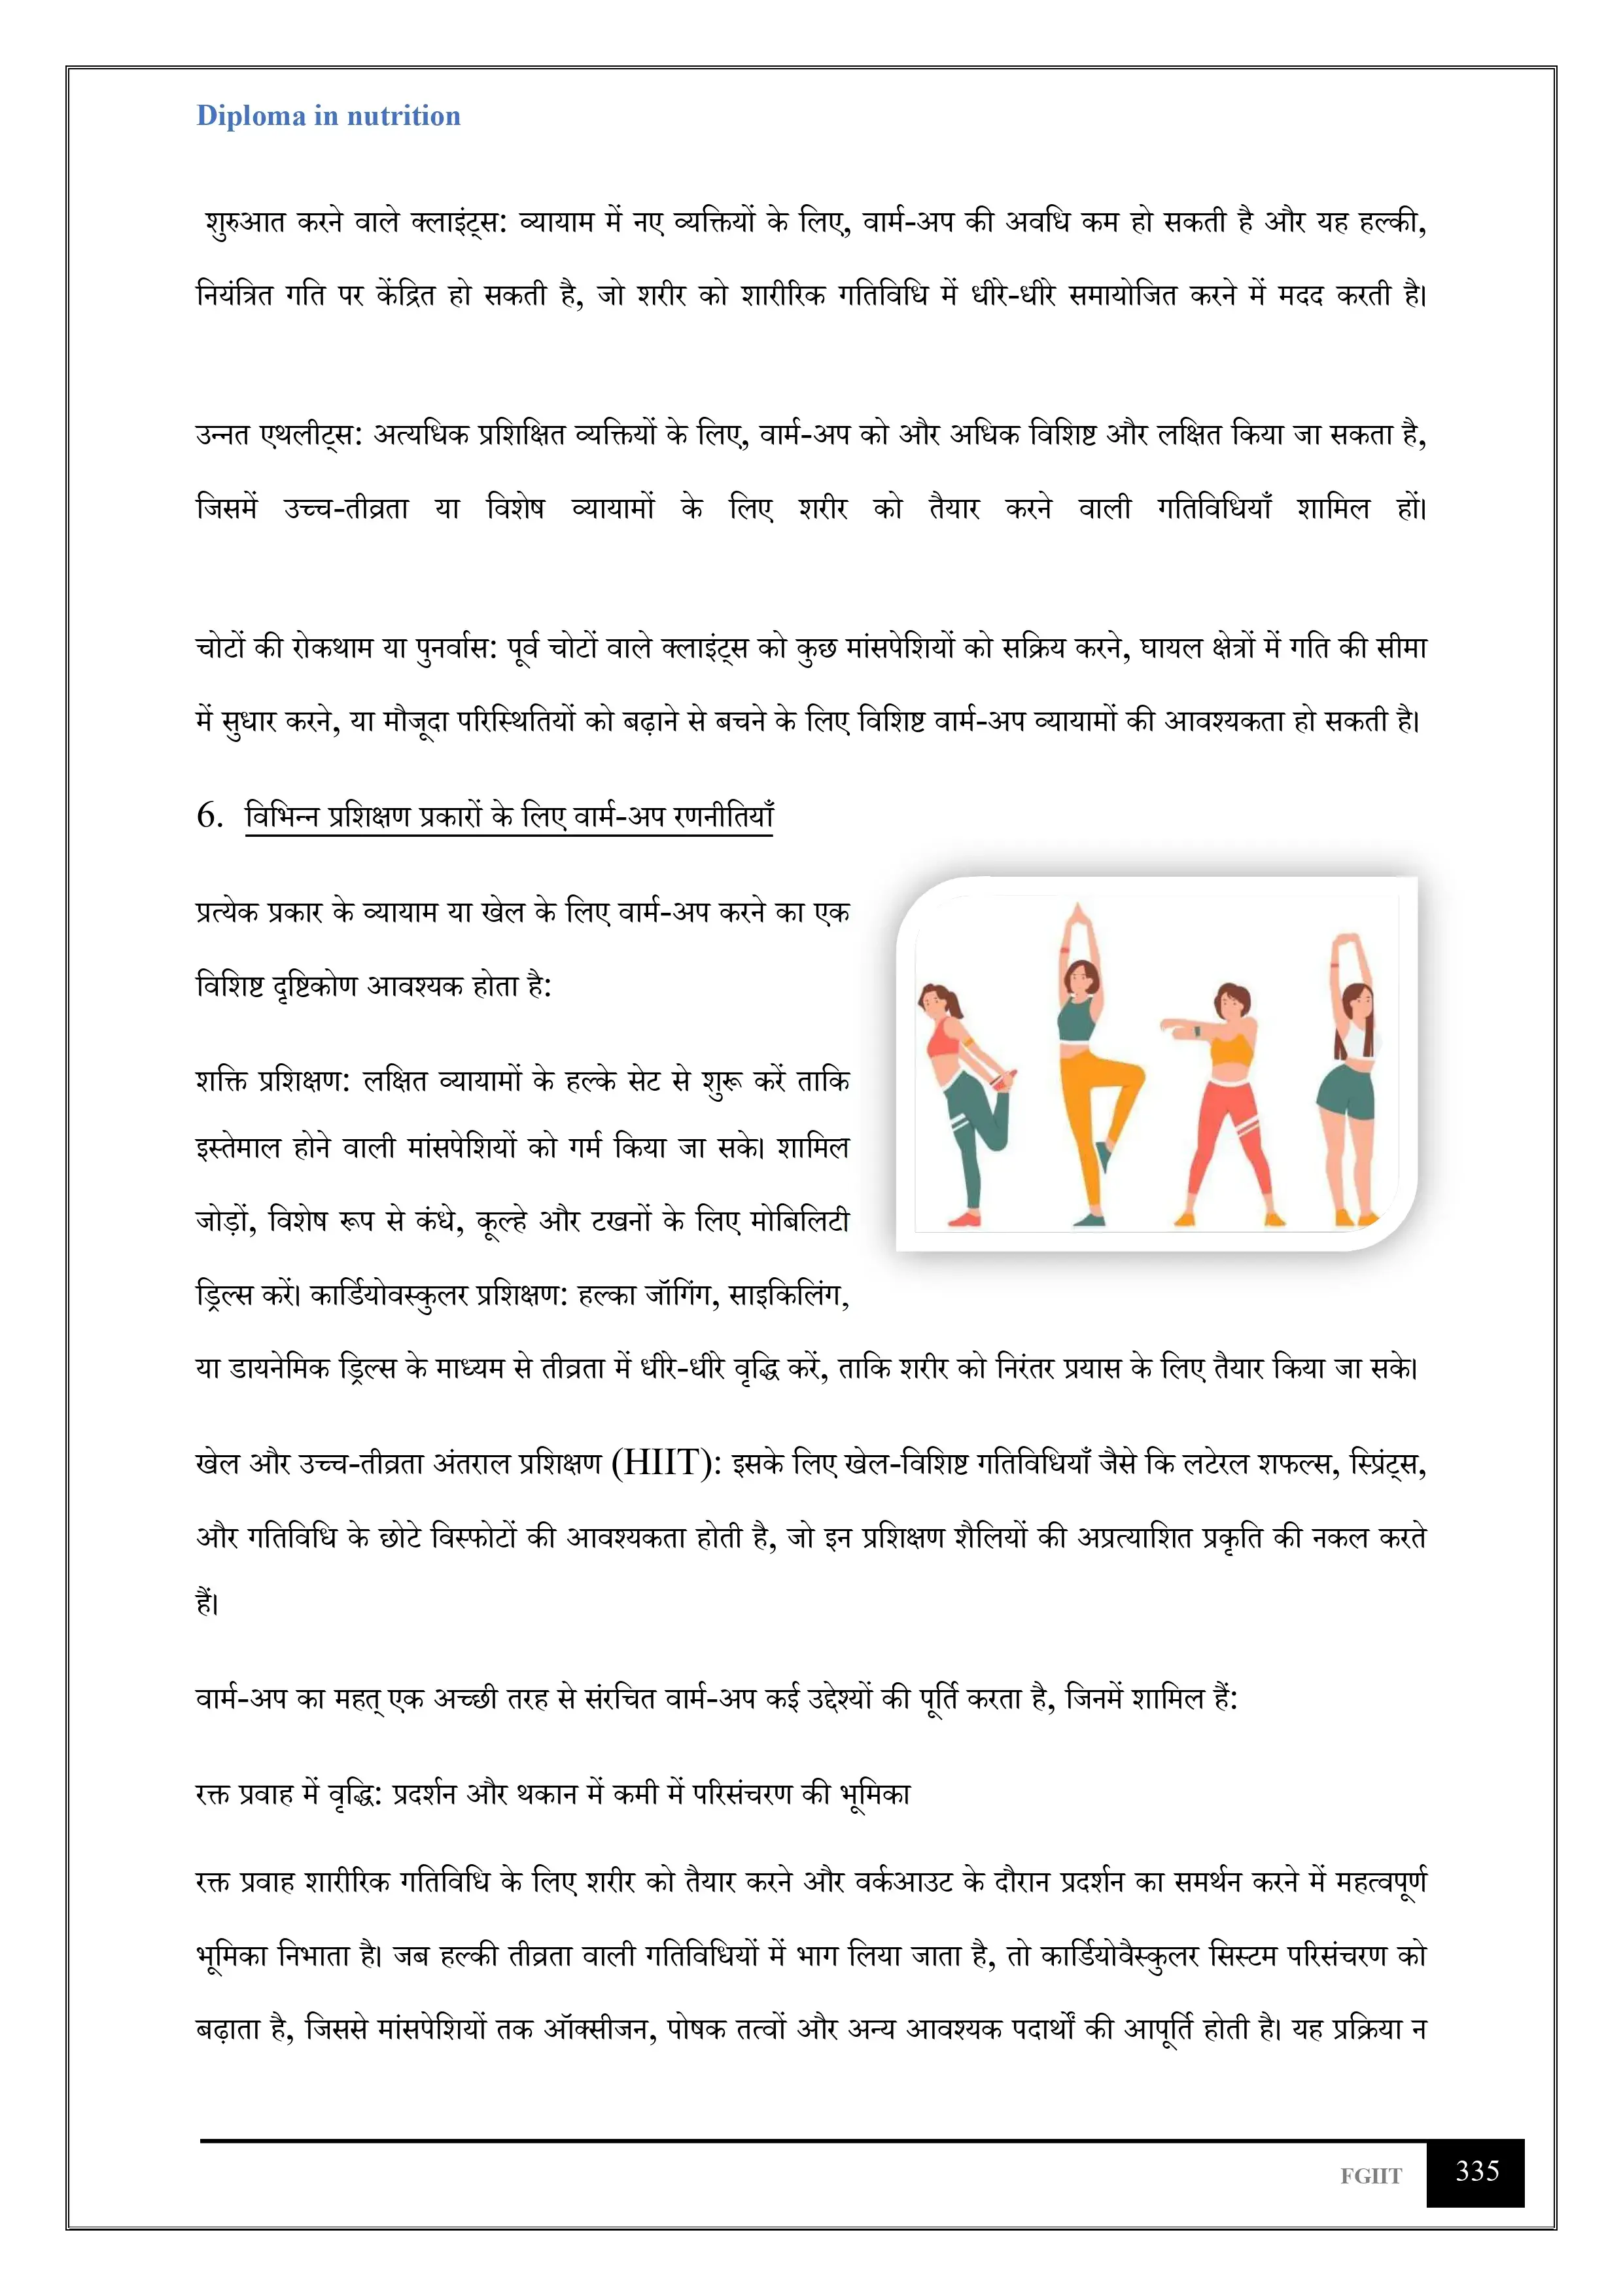 Diploma in nutrition
शुरुआत करने वाले क्लाइंट्स: व्यायाम में नए व्यक्तियों के लिए, वार्म-अप की अवधि कम हो सकती है और यह हल्की,
नियंत्रित गति पर केंद्रित हो सकती है, जो शरीर को शारीरिक गतिविधि में धीरे-धीरे समायोजित करने में मदद करती है।
उन्नत एथलीट्स: अत्यधिक प्रशिक्षित व्यक्तियों के लिए, वार्म-अप को और अधिक विशिष्ट और लक्षित किया जा सकता है,
जिसमें उच्च-तीव्रता या विशेष व्यायामों के लिए शरीर को तैयार करने वाली गतिविधियाँ शामिल हों।
चोटों की रोकथाम या पुनर्वास: पूर्व चोटों वाले क्लाइंट्स को कुछ मांसपेशियों को सक्रिय करने, घायल क्षेत्रों में गति की सीमा
में सुधार करने, या मौजूदा परिस्थितियों को बढ़ाने से बचने के लिए विशिष्ट वार्म-अप व्यायामों की आवश्यकता हो सकती है।
6. विभिन्न प्रशिक्षण प्रकारों के लिए वार्म-अप रणनीतियाँ
प्रत्येक प्रकार के व्यायाम या खेल के लिए वार्म-अप करने का एक
विशिष्ट दृष्टिकोण आवश्यक होता है:
शक्ति प्रशिक्षण: लक्षित व्यायामों के हल्के सेट से शुरू करें ताकि
इस्तेमाल होने वाली मांसपेशियों को गर्म किया जा सके। शामिल
जोड़ों, विशेष रूप से कंधे, कूल्हे और टखनों के लिए मोबिलिटी
ड्रिल्स करें। कार्डियोवस्कुलर प्रशिक्षण: हल्का जॉगिंग, साइकिलिंग,
या डायनेमिक ड्रिल्स के माध्यम से तीव्रता में धीरे-धीरे वृद्धि करें, ताकि शरीर को निरंतर प्रयास के लिए तैयार किया जा सके।
खेल और उच्च-तीव्रता अंतराल प्रशिक्षण (HIIT): इसके लिए खेल-विशिष्ट गतिविधियाँ जैसे कि लटेरल शफल्स, स्प्रिंट्स,
और गतिविधि के छोटे विस्फोटों की आवश्यकता होती है, जो इन प्रशिक्षण शैलियों की अप्रत्याशित प्रकृति की नकल करते
हैं।
वार्म-अप का महत् एक अच्छी तरह से संरचित वार्म-अप कई उद्देश्यों की पूर्ति करता है, जिनमें शामिल हैं:
रक्त प्रवाह में वृद्धि: प्रदर्शन और थकान में कमी में परिसंचरण की भूमिका
रक्त प्रवाह शारीरिक गतिविधि के लिए शरीर को तैयार करने और वर्कआउट के दौरान प्रदर्शन का समर्थन करने में महत्वपूर्ण
भूमिका निभाता है। जब हल्की तीव्रता वाली गतिविधियों में भाग लिया जाता है, तो कार्डियोवैस्कुलर सिस्टम परिसंचरण को
बढ़ाता है, जिससे मांसपेशियों तक ऑक्सीजन, पोषक तत्वों और अन्य आवश्यक पदार्थों की आपूर्ति होती है। यह प्रक्रिया न
FGIIT 335